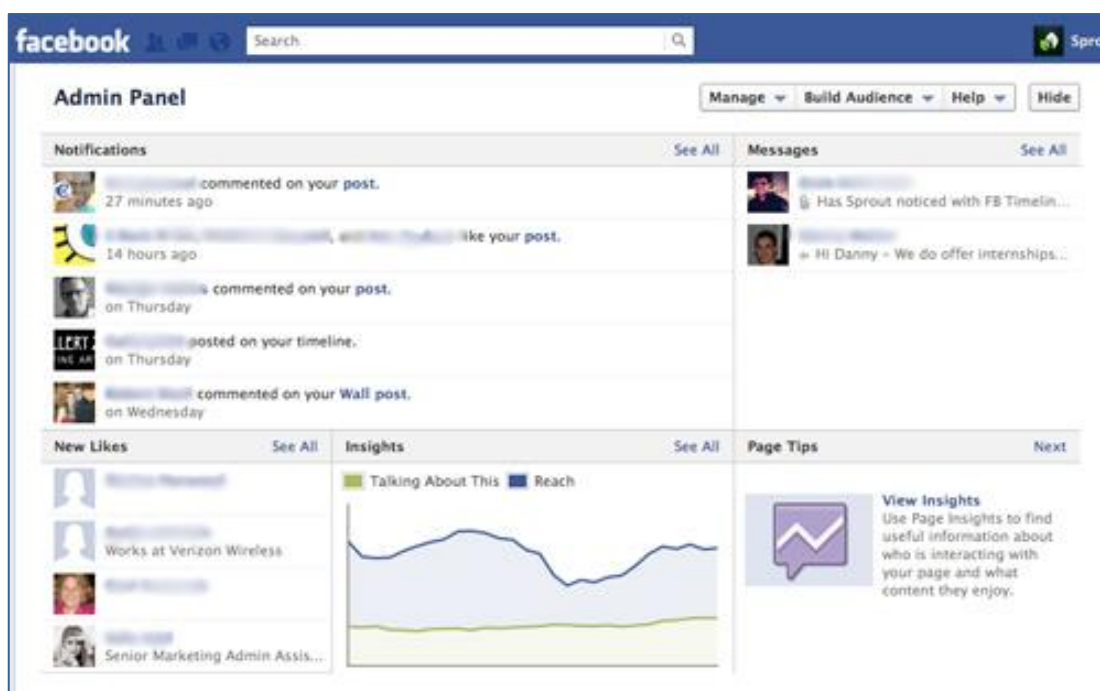 facebook Search Spro
Admin Panel Manage Build Audience Help Hide
Notifications See All
commented on your post.
27 minutes ago
, and like your post.
14 hours ago
commented on your post.
on Thursday
posted on your timeline.
on Thursday
commented on your Wall post.
on Wednesday
Messages See All
Has Sprout noticed with FB Timelin...
Hi Danny – We do offer internships...
New Likes See All
Works at Verizon Wireless
Senior Marketing Admin Assis...
Insights See All
Talking About This Reach
Page Tips Next
View Insights
Use Page Insights to find
useful information about
who is interacting with
your page and what
content they enjoy.